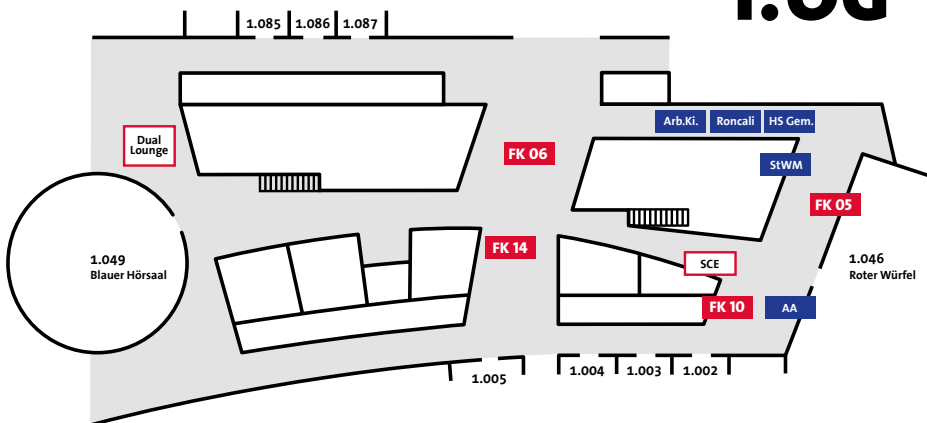 1.OG
1.085
1.086
1.087
Arb.Ki.
Roncali
HS Gem.
Dual
Lounge
FK 06
StWM
FK 05
FK 14
1.049
Blauer Hörsaal
SCE
1.046
Roter Würfel
FK 10
AA
1.005
1.004
1.003
1.002